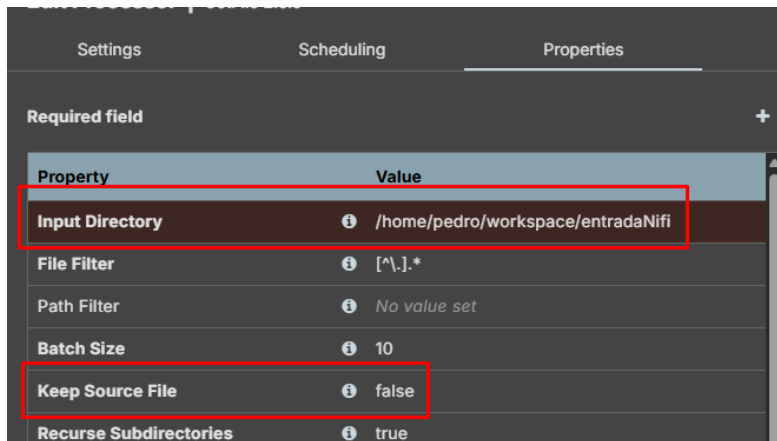 Settings Scheduling Properties
Required field +
Property Value
Input Directory /home/pedro/workspace/entradaNifi
File Filter [^\.].*
Path Filter No value set
Batch Size 10
Keep Source File false
Recurse Subdirectories true